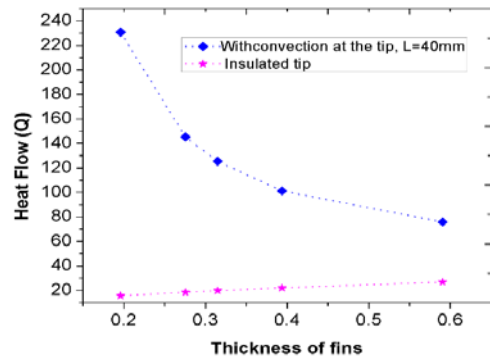 240
220
200
180
160
140
120
100
80
60
40
20
Heat Flow (Q)
Withconvection at the tip, L=40mm
Insulated tip
0.2 0.3 0.4 0.5 0.6
Thickness of fins